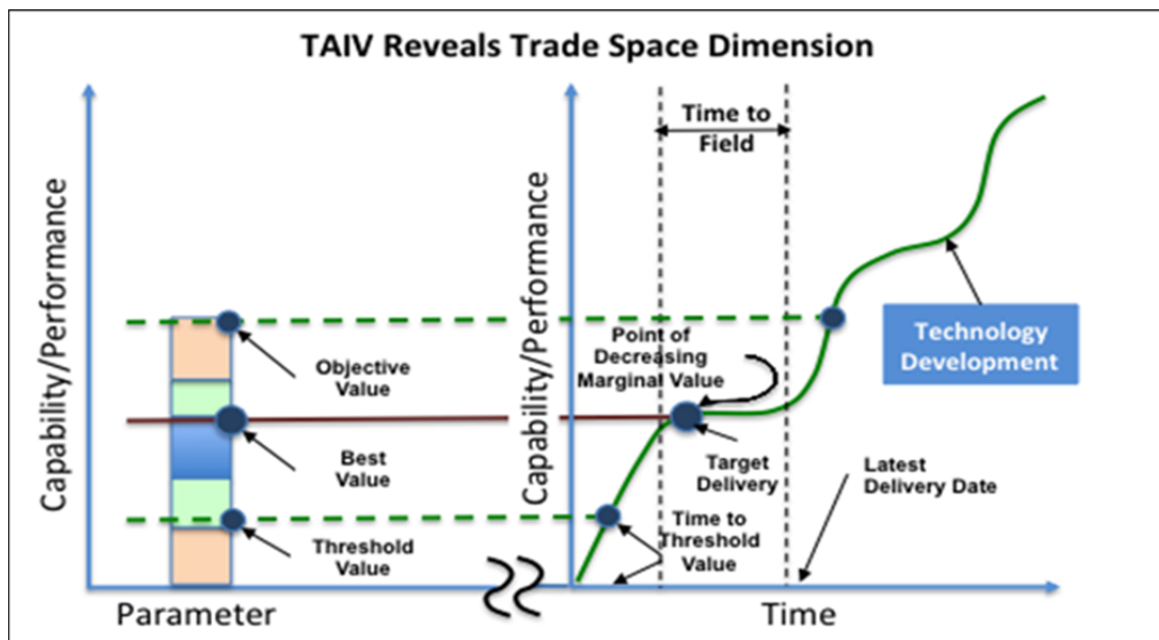 TAIV Reveals Trade Space Dimension
Capability/Performance
Objective
Value
Best
Value
Threshold
Value
Parameter
Capability/Performance
Time to
Field
Point of
Decreasing
Marginal Value
Target
Delivery
Time to
Threshold
Value
Latest
Delivery Date
Technology
Development
Time